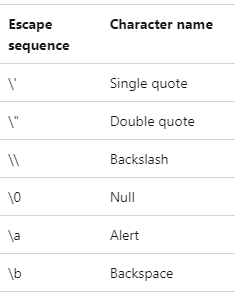 Escape sequence Character name
\' Single quote
\" Double quote
\\ Backslash
\0 Null
\a Alert
\b Backspace